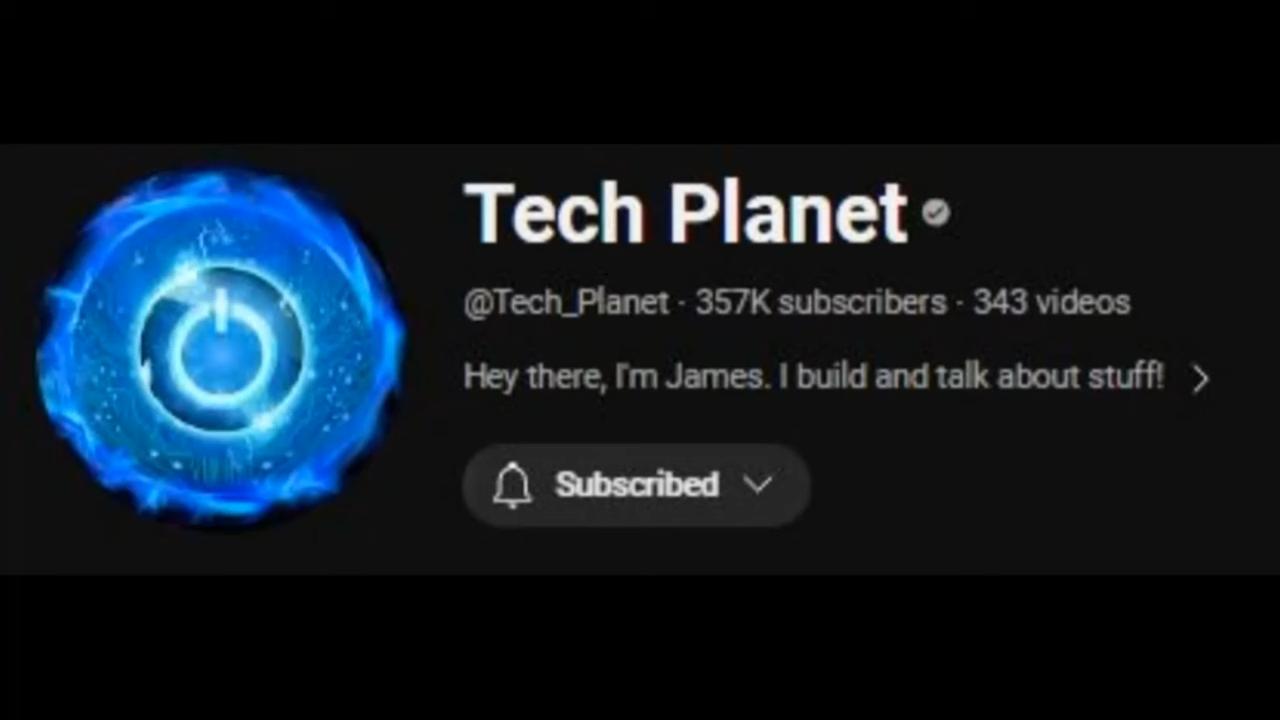 Tech Planet
@Tech_Planet · 357K subscribers · 343 videos
Hey there, I'm James. I build and talk about stuff!
Subscribed